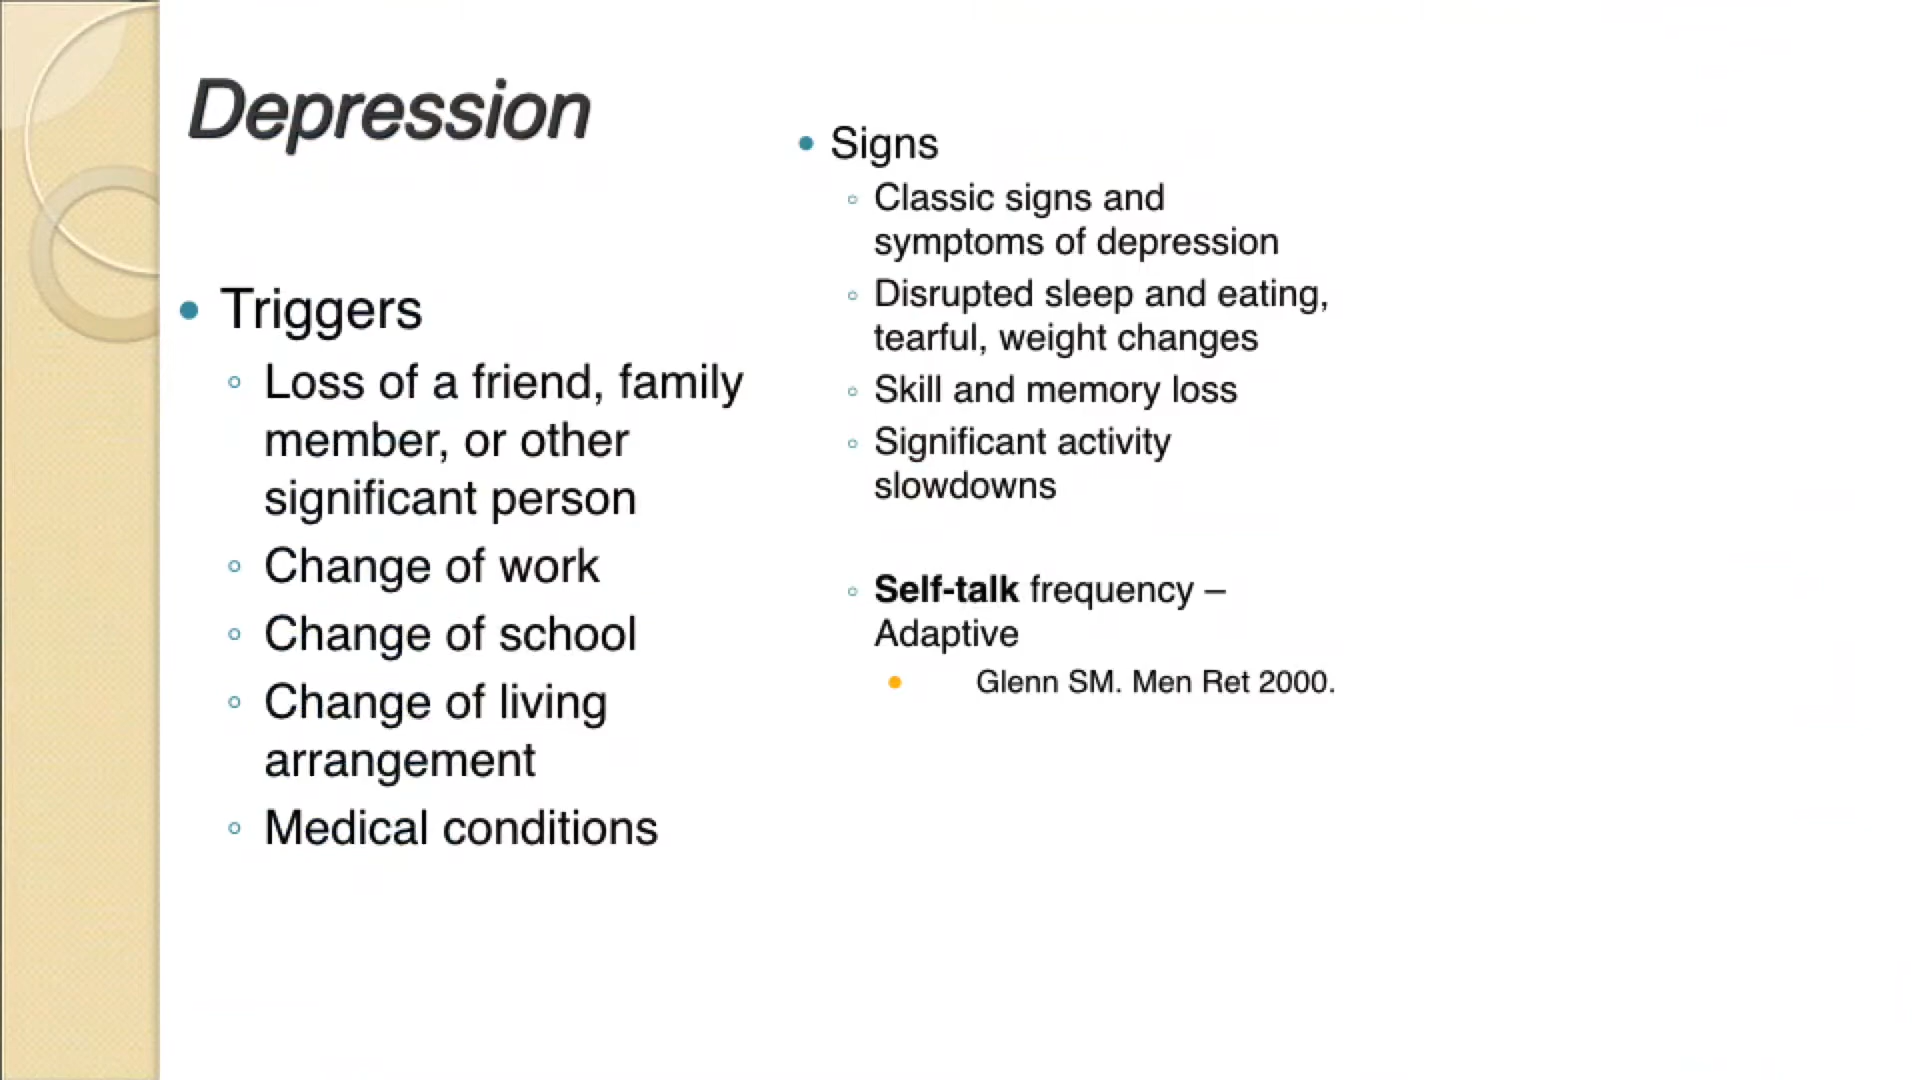 Depression
• Triggers
◦ Loss of a friend, family
member, or other
significant person
◦ Change of work
◦ Change of school
◦ Change of living
arrangement
◦ Medical conditions
• Signs
◦ Classic signs and
symptoms of depression
◦ Disrupted sleep and eating,
tearful, weight changes
◦ Skill and memory loss
◦ Significant activity
slowdowns
◦ Self-talk frequency –
Adaptive
• Glenn SM. Men Ret 2000.